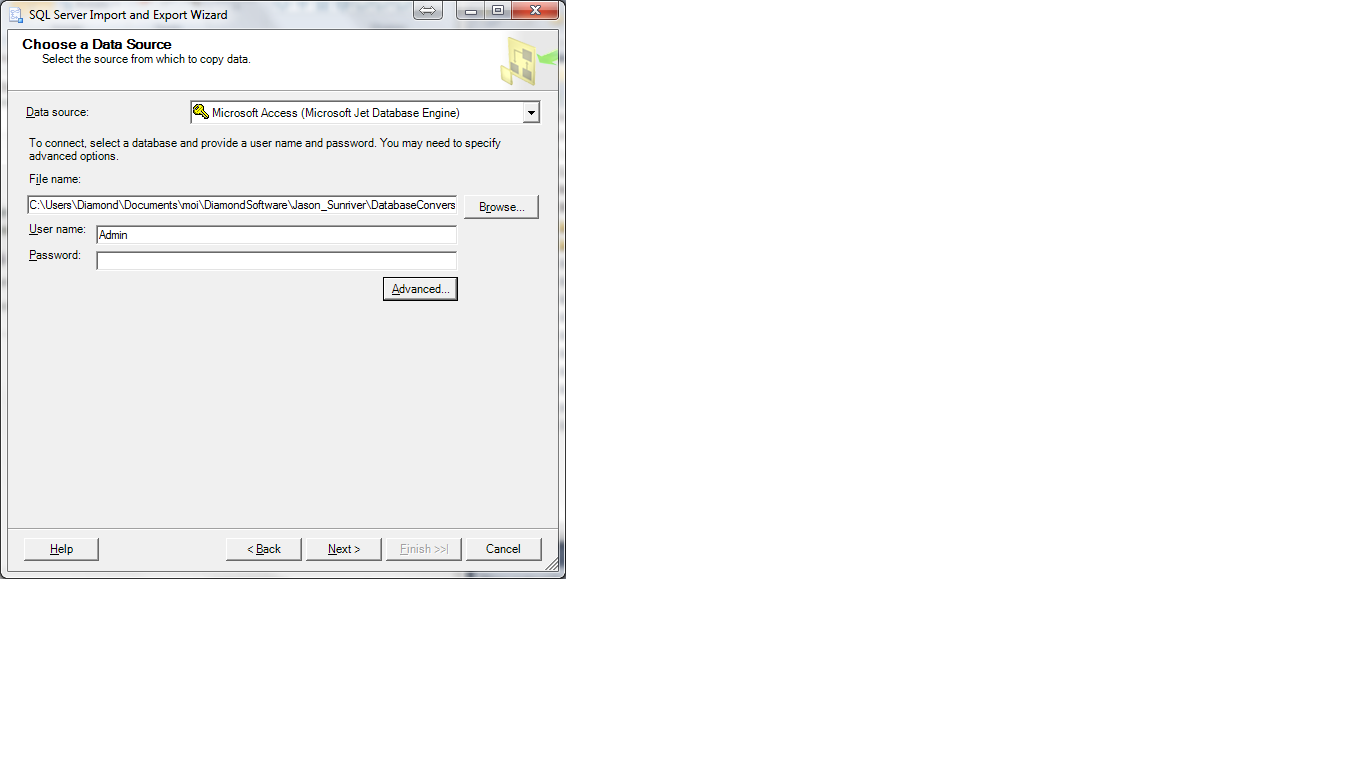 SQL Server Import and Export Wizard
Choose a Data Source
Select the source from which to copy data.
Data source:
Microsoft Access (Microsoft Jet Database Engine)
To connect, select a database and provide a user name and password. You may need to specify
advanced options.
File name:
C:\Users\Diamond\Documents\moi\DiamondSoftware\Jason_Sunriver\DatabaseConvers
Browse...
User name:
Admin
Password:
Advanced...
Help
< Back
Next >
Finish >>|
Cancel